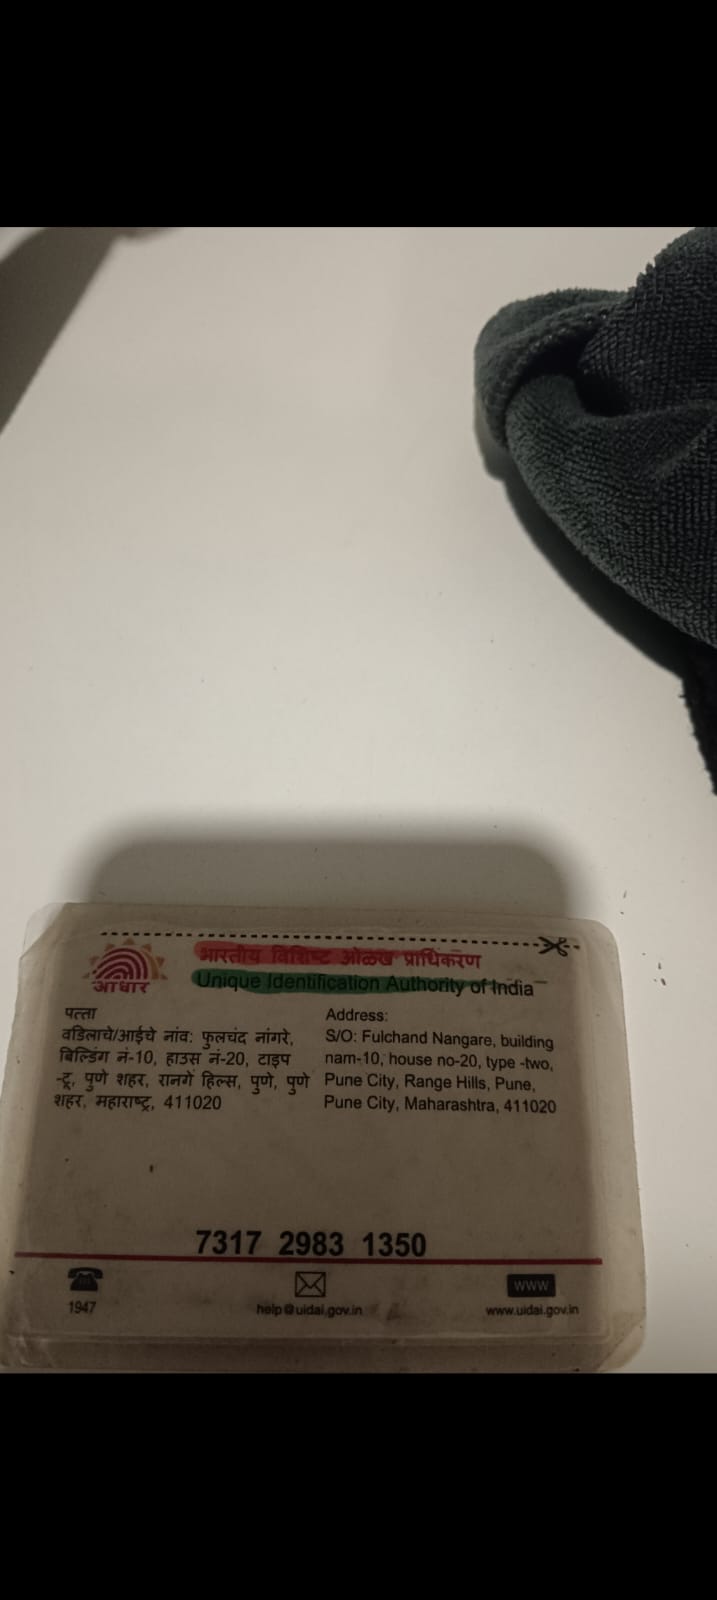 भारतीय विशिष्ट ओळख प्राधिकरण
Unique Identification Authority of India
आधार
पत्ता
वडिलाचे/आईचे नांव: फुलचंद नांगरे,
बिल्डिंग नं-10, हाउस नं-20, टाइप
-टू, पुणे शहर, रानगे हिल्स, पुणे, पुणे
शहर, महाराष्ट्र, 411020
Address:
S/O: Fulchand Nangare, building
nam-10, house no-20, type -two,
Pune City, Range Hills, Pune,
Pune City, Maharashtra, 411020
7317 2983 1350
1947
help@uidai.gov.in
www
www.uidai.gov.in